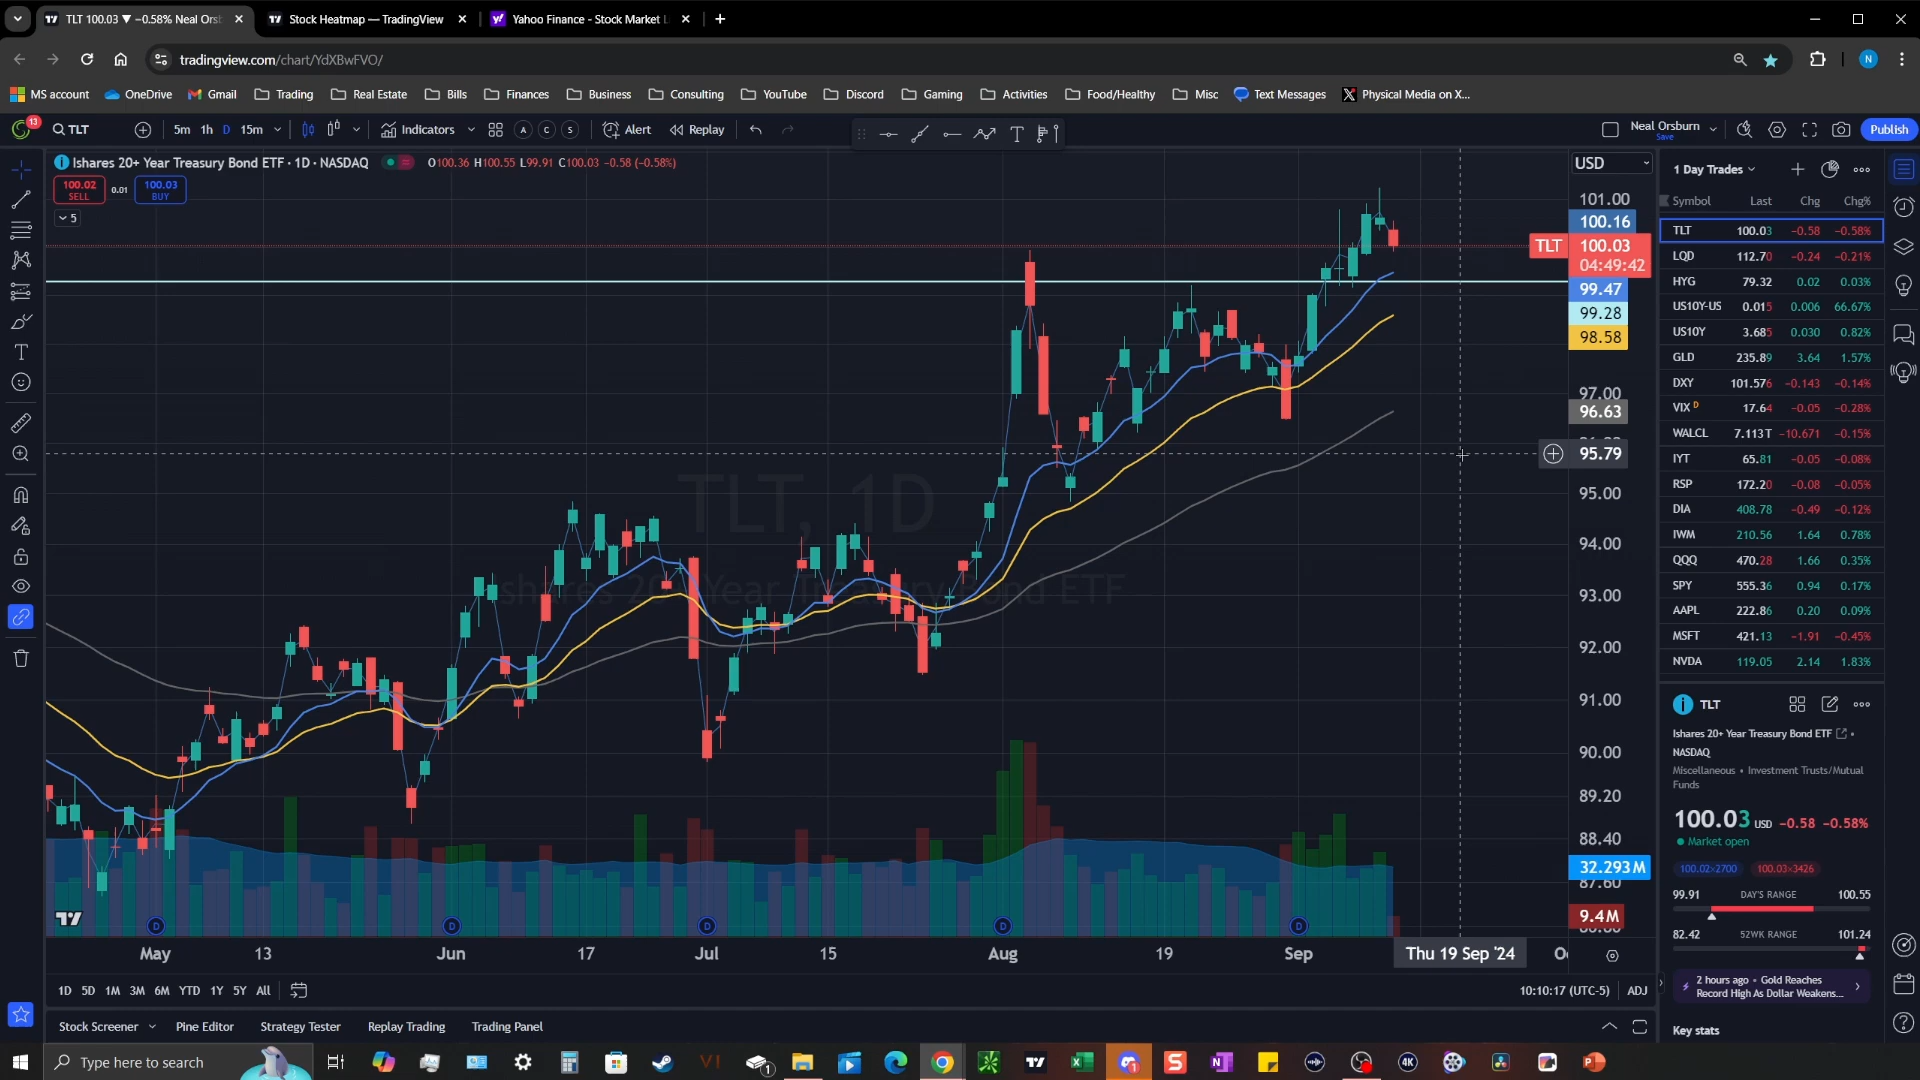 TLT 100.03 ▼ −0.58% Neal Orsb
Stock Heatmap — TradingView
Yahoo Finance - Stock Market L
tradingview.com/chart/YdXBwFVO/
N
MS account OneDrive Gmail Trading Real Estate Bills Finances Business Consulting YouTube Discord Gaming Activities Food/Healthy Misc Text Messages Physical Media on X...
13 TLT 5m 1h D 15m Indicators A C S Alert Replay T Neal Orsburn Save Publish
Ishares 20+ Year Treasury Bond ETF · 1D · NASDAQ O100.36 H100.55 L99.91 C100.03 −0.58 (−0.58%)
100.02 SELL 0.01 100.03 BUY
5
USD
101.00
100.16
TLT 100.03
04:49:42
99.47
99.28
98.58
97.00
96.63
95.79
95.00
94.00
93.00
92.00
91.00
90.00
89.20
88.40
32.293M
87.60
9.4M
TLT, 1D
Ishares 20+ Year Treasury Bond ETF
D D D D D
May 13 Jun 17 Jul 15 Aug 19 Sep Thu 19 Sep '24
1D 5D 1M 3M 6M YTD 1Y 5Y All 10:10:17 (UTC-5) ADJ
Stock Screener Pine Editor Strategy Tester Replay Trading Trading Panel
1 Day Trades
Symbol Last Chg Chg%
TLT 100.03 −0.58 −0.58%
LQD 112.70 −0.24 −0.21%
HYG 79.32 0.02 0.03%
US10Y-US 0.015 0.006 66.67%
US10Y 3.685 0.030 0.82%
GLD 235.89 3.64 1.57%
DXY 101.576 −0.143 −0.14%
VIX D 17.64 −0.05 −0.28%
WALCL 7.113T −10.671 −0.15%
IYT 65.81 −0.05 −0.08%
RSP 172.20 −0.08 −0.05%
DIA 408.78 −0.49 −0.12%
IWM 210.56 1.64 0.78%
QQQ 470.28 1.66 0.35%
SPY 555.36 0.94 0.17%
AAPL 222.86 0.20 0.09%
MSFT 421.13 −1.91 −0.45%
NVDA 119.05 2.14 1.83%
TLT
Ishares 20+ Year Treasury Bond ETF •
NASDAQ
Miscellaneous • Investment Trusts/Mutual
Funds
100.03 USD −0.58 −0.58%
Market open
100.02×2700 100.03×3426
99.91 DAY'S RANGE 100.55
82.42 52WK RANGE 101.24
2 hours ago • Gold Reaches
Record High As Dollar Weakens...
Key stats
Type here to search